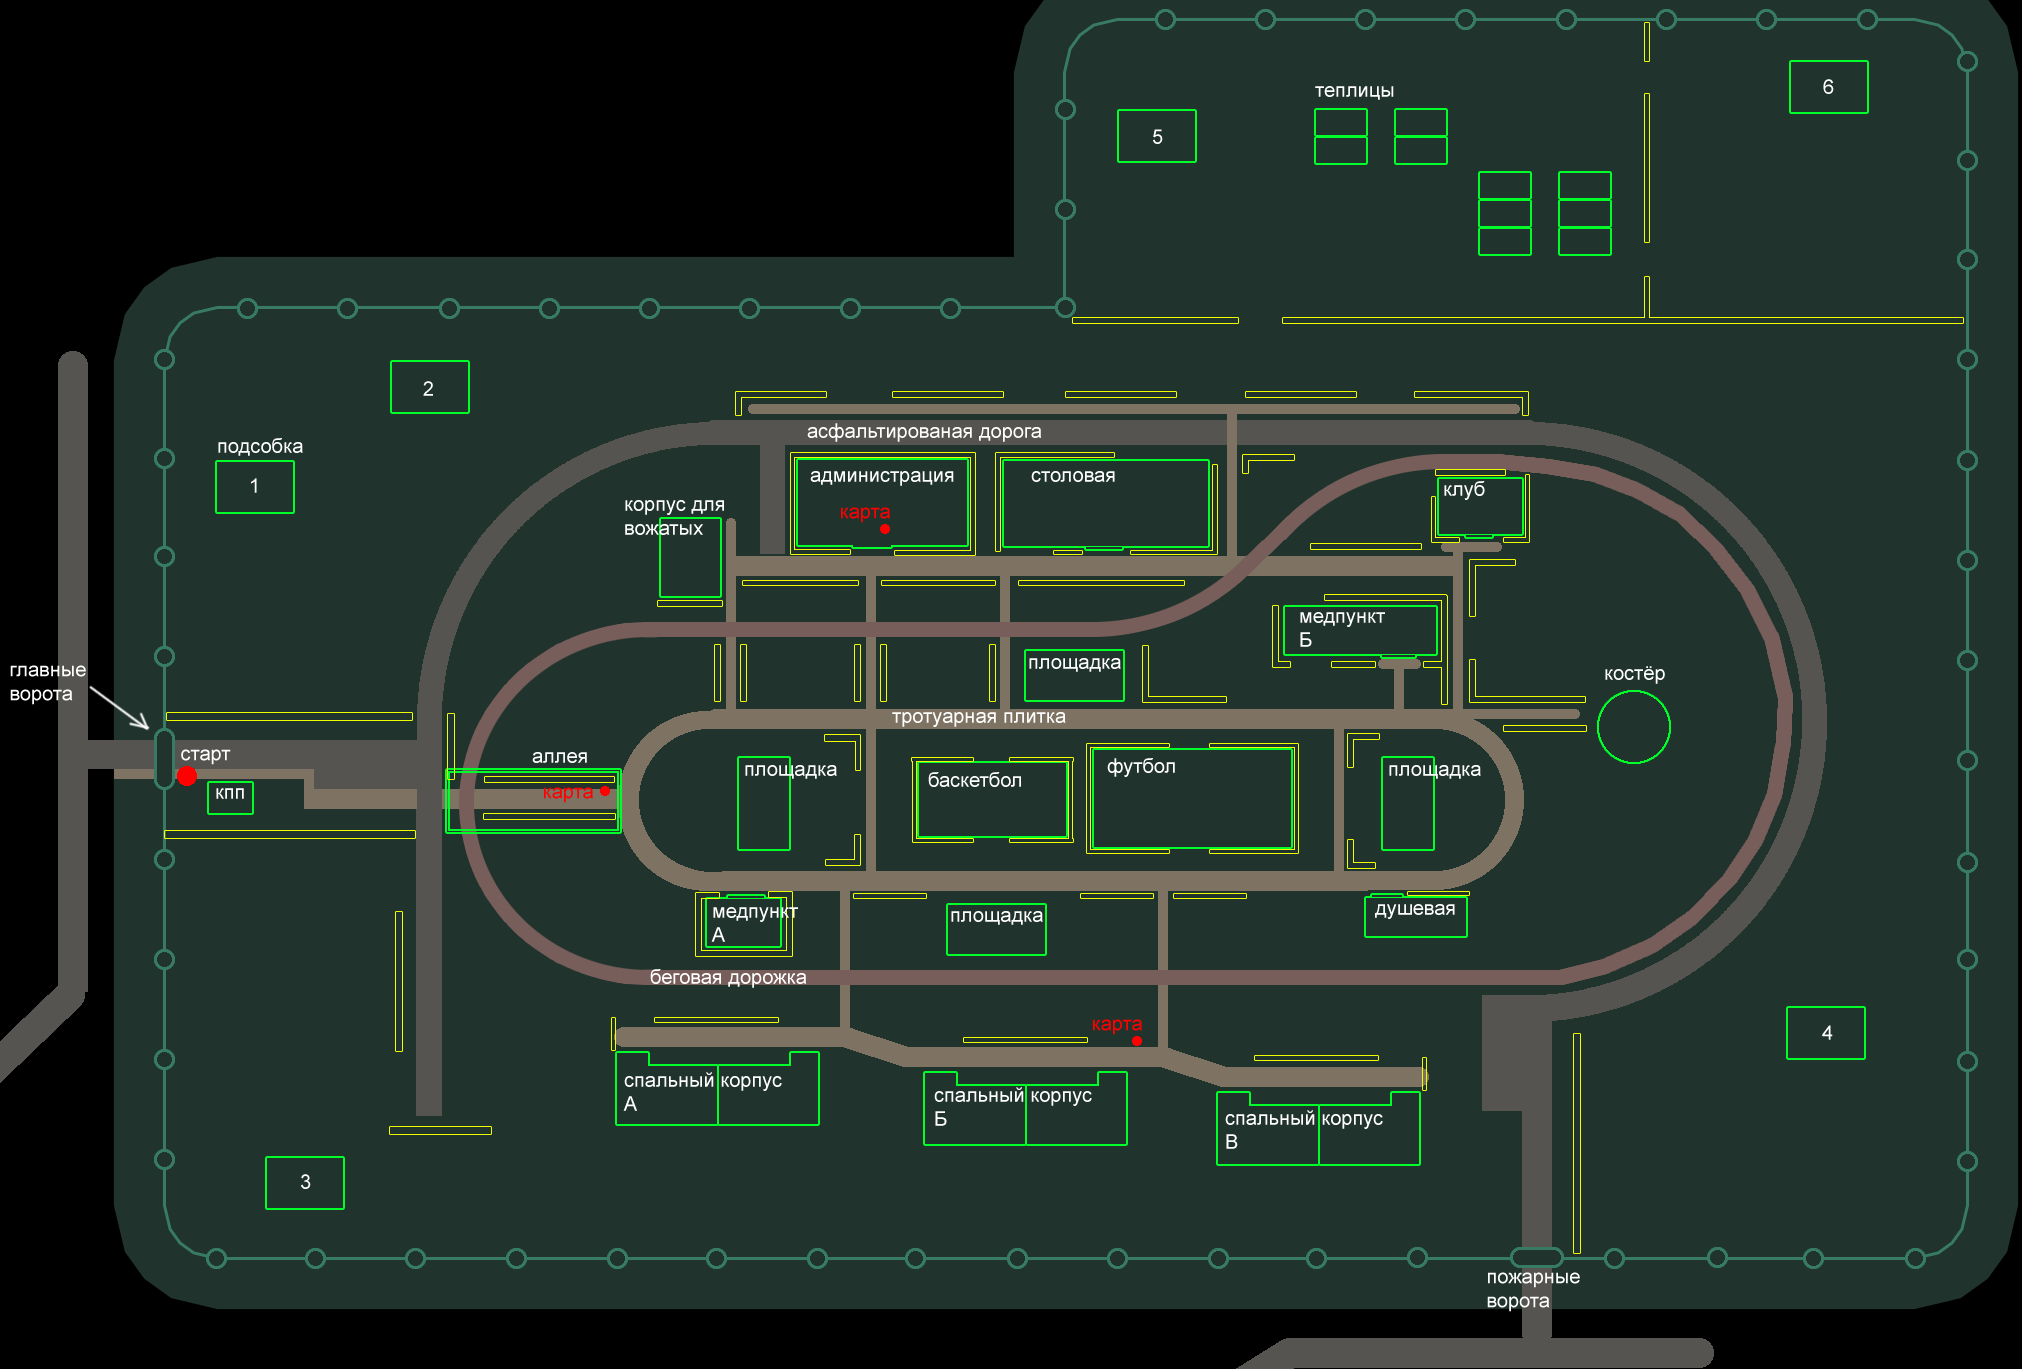 теплицы
5
6
2
подсобка
1
асфальтированая дорога
администрация
столовая
карта
корпус для
вожатых
клуб
медпункт
Б
площадка
костёр
главные
ворота
тротуарная плитка
старт
кпп
аллея
карта
площадка
баскетбол
футбол
площадка
медпункт
А
площадка
душевая
беговая дорожка
карта
4
спальный корпус
А
спальный корпус
Б
спальный корпус
В
3
пожарные
ворота